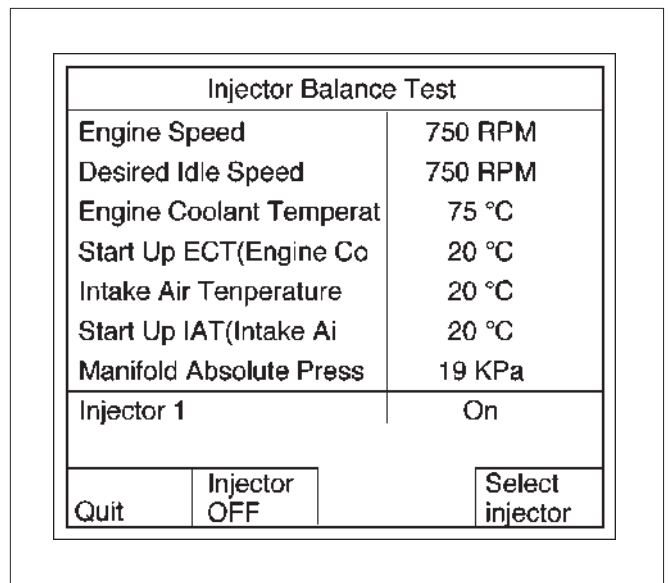 Injector Balance Test
Engine Speed 750 RPM
Desired Idle Speed 750 RPM
Engine Coolant Temperat 75 °C
Start Up ECT(Engine Co 20 °C
Intake Air Tenperature 20 °C
Start Up IAT(Intake Ai 20 °C
Manifold Absolute Press 19 KPa
Injector 1 On
Quit
Injector
OFF
Select
injector